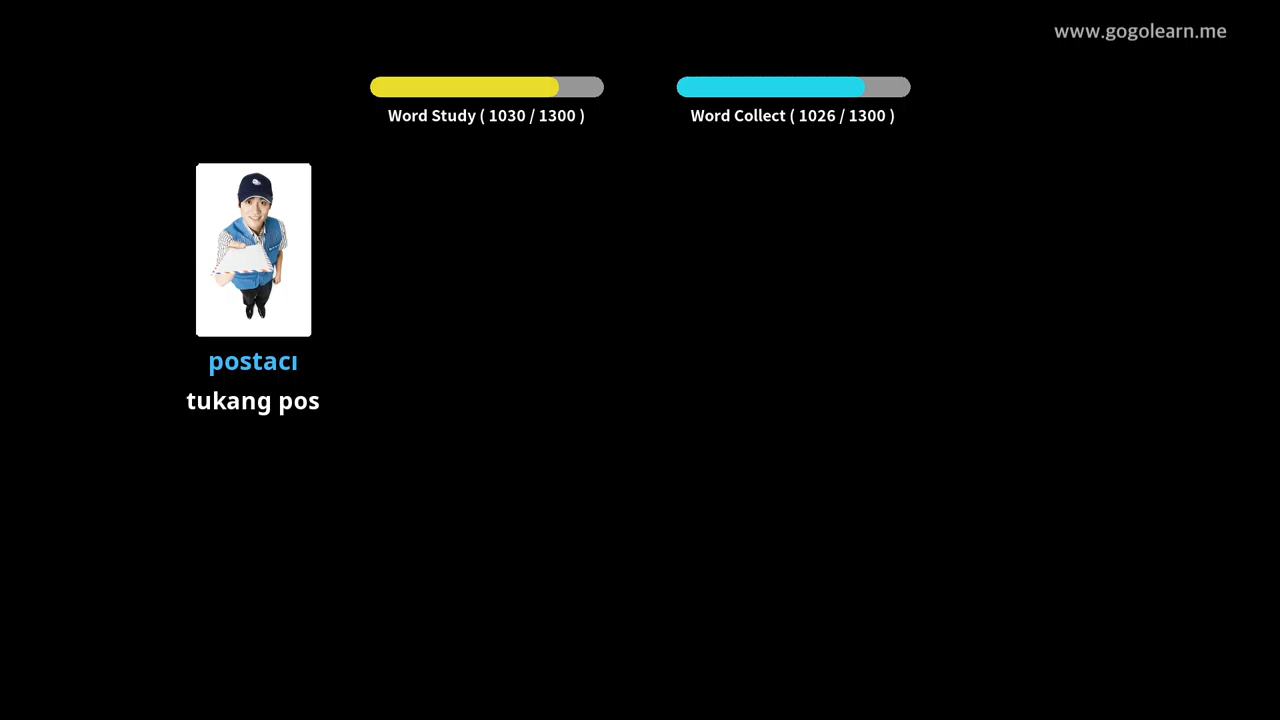 www.gogolearn.me
Word Study ( 1030 / 1300 )
Word Collect ( 1026 / 1300 )
postacı
tukang pos